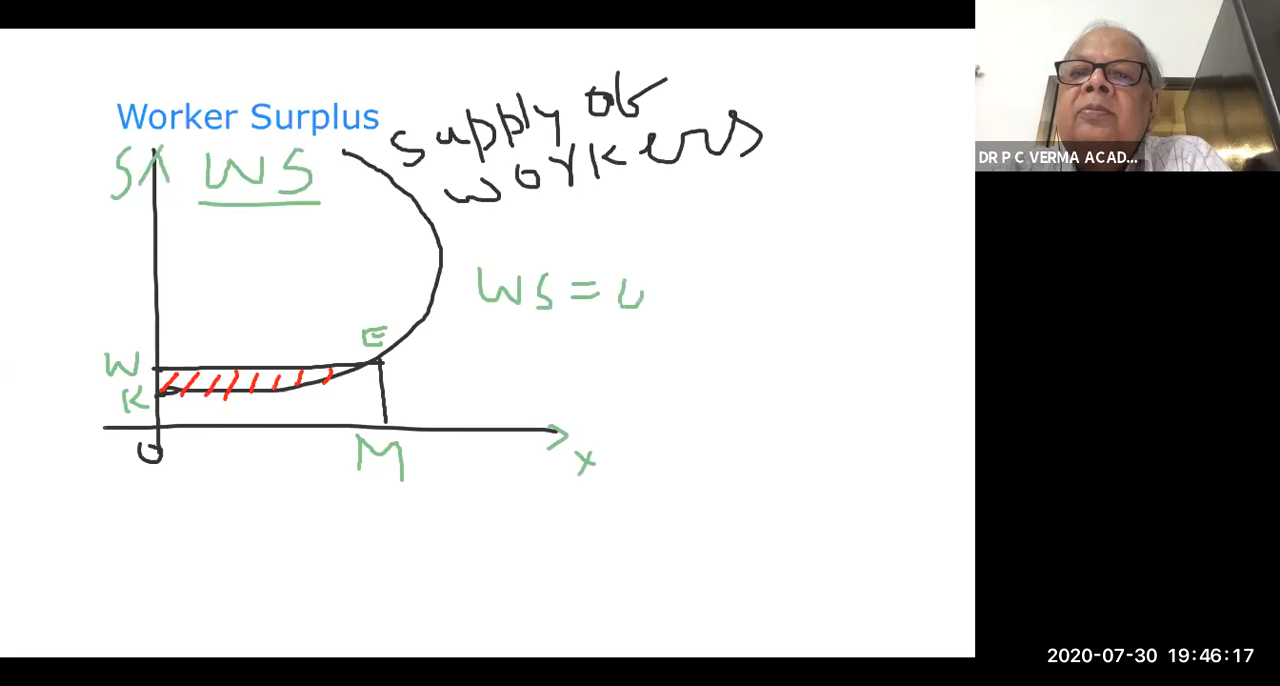 Worker Surplus
supply of
workers
S WS
WS = U
E
W
K
O
M
x
DR P C VERMA ACAD...
2020-07-30 19:46:17